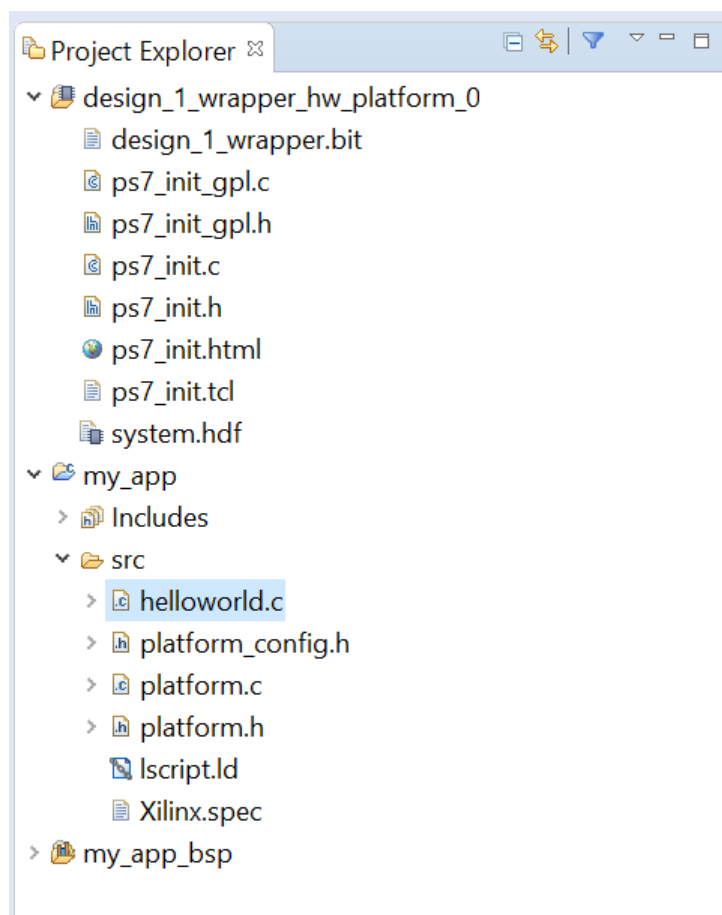 Project Explorer
design_1_wrapper_hw_platform_0
design_1_wrapper.bit
ps7_init_gpl.c
ps7_init_gpl.h
ps7_init.c
ps7_init.h
ps7_init.html
ps7_init.tcl
system.hdf
my_app
Includes
src
helloworld.c
platform_config.h
platform.c
platform.h
lscript.ld
Xilinx.spec
my_app_bsp